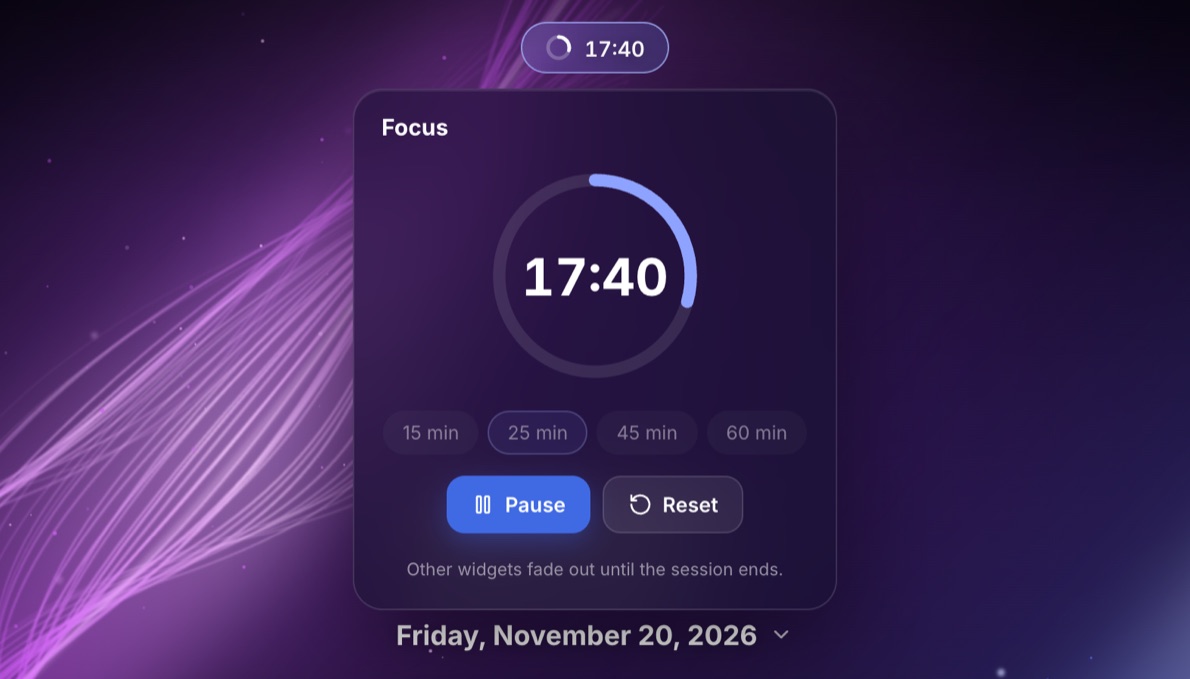 17:40
Focus
17:40
15 min 25 min 45 min 60 min
Pause Reset
Other widgets fade out until the session ends.
Friday, November 20, 2026